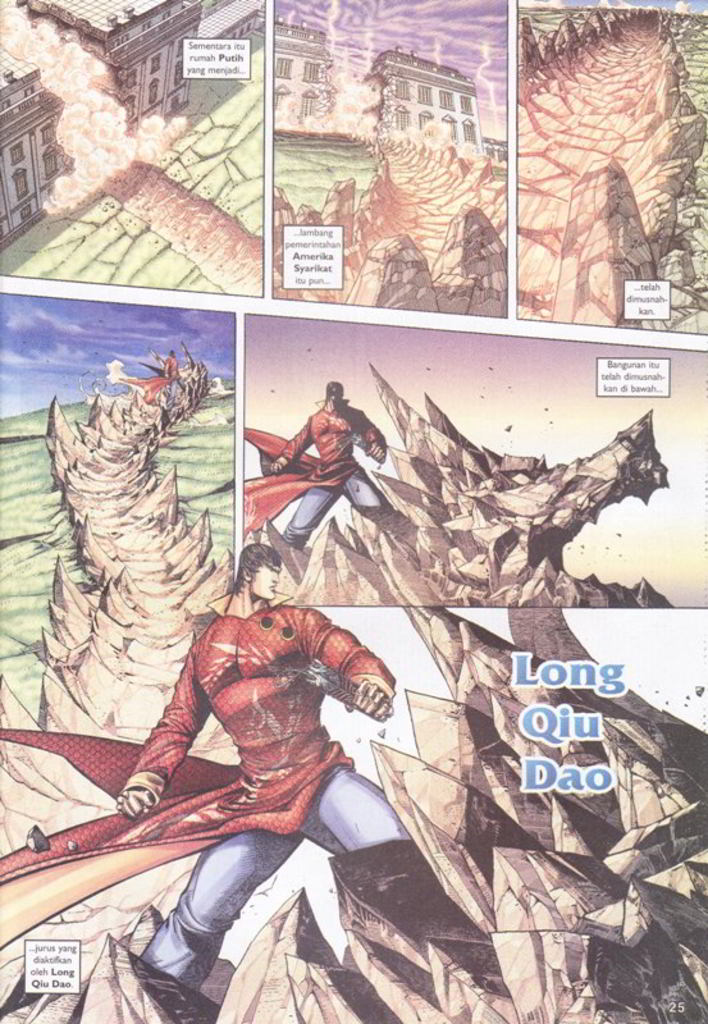 Sementara itu
rumah Putih
yang menjadi...
...lambang
pemerintahan
Amerika
Syarikat
itu pun...
...telah
dimusnah-
kan.
Bangunan itu
telah dimusnah-
kan di bawah...
Long
Qiu
Dao
...jurus yang
diaktifkan
oleh Long
Qiu Dao.
25